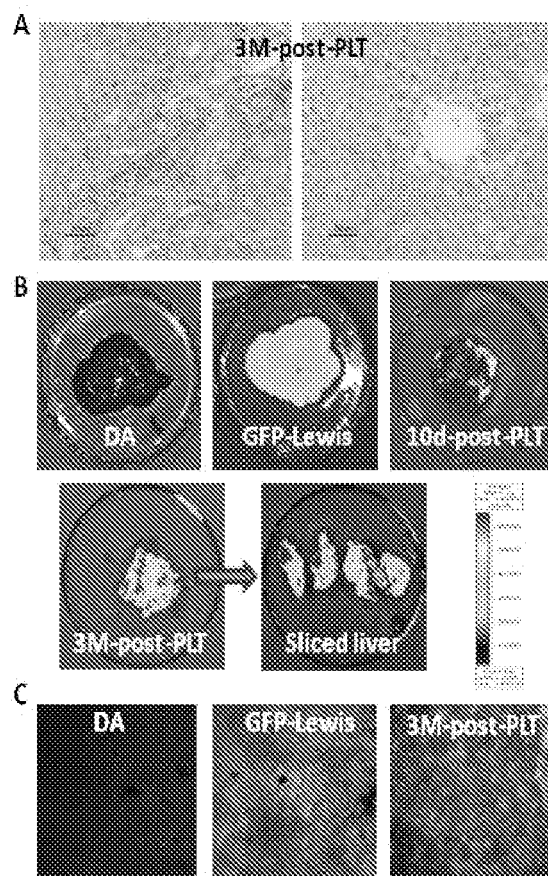 A
3M-post-PLT
B
DA
GFP-Lewis
10d-post-PLT
3M-post-PLT
Sliced liver
C
DA
GFP-Lewis
3M-post-PLT